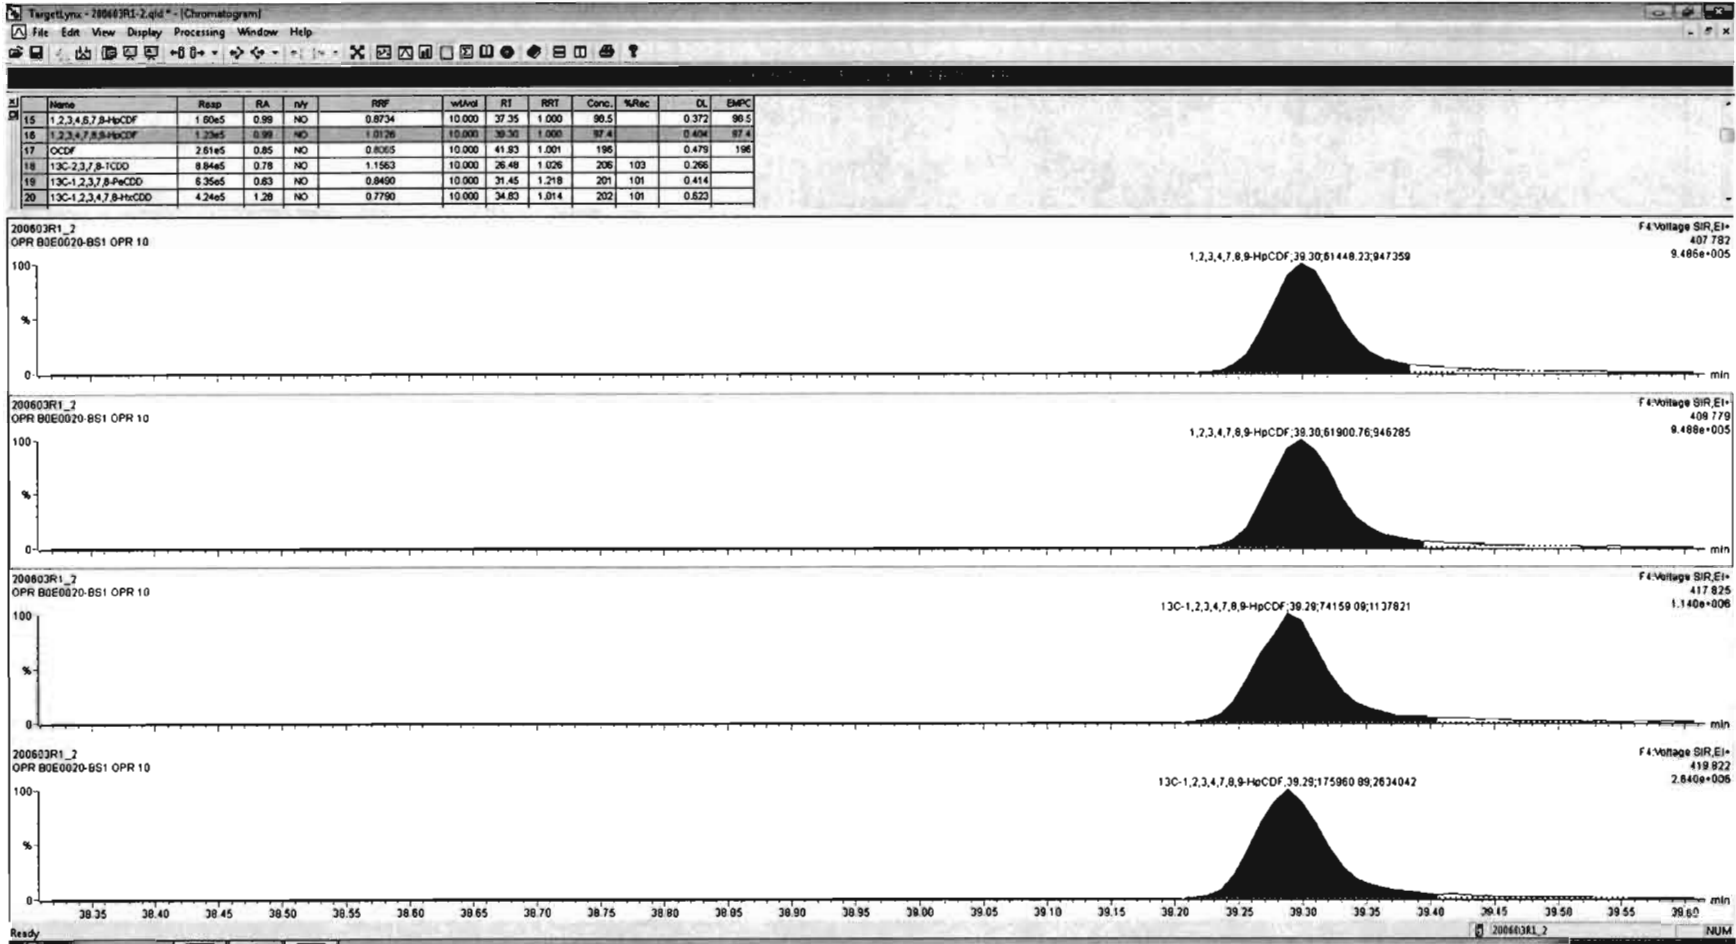 TargetLynx - 200603R1-2.qld * - [Chromatogram]
File Edit View Display Processing Window Help
Name Resp RA n/y RRF wt/vol RT RRT Conc. %Rec DL EMPC
15 1,2,3,4,6,7,8-HpCDF 1.60e5 0.99 NO 0.8734 10.000 37.35 1.000 98.5 0.372 98.5
16 1,2,3,4,7,8,9-HpCDF 1.23e5 0.99 NO 1.0126 10.000 39.30 1.000 97.4 0.404 97.4
17 OCDF 2.61e5 0.85 NO 0.8065 10.000 41.93 1.001 196 0.479 196
18 13C-2,3,7,8-TCDD 8.84e5 0.78 NO 1.1563 10.000 26.48 1.026 206 103 0.266
19 13C-1,2,3,7,8-PeCDD 6.35e5 0.63 NO 0.8490 10.000 31.45 1.218 201 101 0.414
20 13C-1,2,3,4,7,8-HxCDD 4.24e5 1.28 NO 0.7790 10.000 34.83 1.014 202 101 0.623
200603R1_2
OPR B0E0020-BS1 OPR 10
F4:Voltage SIR,EI+
407.782
9.486e+005
1,2,3,4,7,8,9-HpCDF;39.30;61448.23;947359
100
%
0
min
200603R1_2
OPR B0E0020-BS1 OPR 10
F4:Voltage SIR,EI+
409.779
9.488e+005
1,2,3,4,7,8,9-HpCDF;39.30;61900.76;946285
100
%
0
min
200603R1_2
OPR B0E0020-BS1 OPR 10
F4:Voltage SIR,EI+
417.825
1.140e+006
13C-1,2,3,4,7,8,9-HpCDF;39.29;74159.09;1137821
100
%
0
min
200603R1_2
OPR B0E0020-BS1 OPR 10
F4:Voltage SIR,EI+
419.822
2.640e+006
13C-1,2,3,4,7,8,9-HpCDF;39.29;175960.89;2634042
100
%
0
min
38.35 38.40 38.45 38.50 38.55 38.60 38.65 38.70 38.75 38.80 38.85 38.90 38.95 39.00 39.05 39.10 39.15 39.20 39.25 39.30 39.35 39.40 39.45 39.50 39.55 39.60
Ready
200603R1_2
NUM